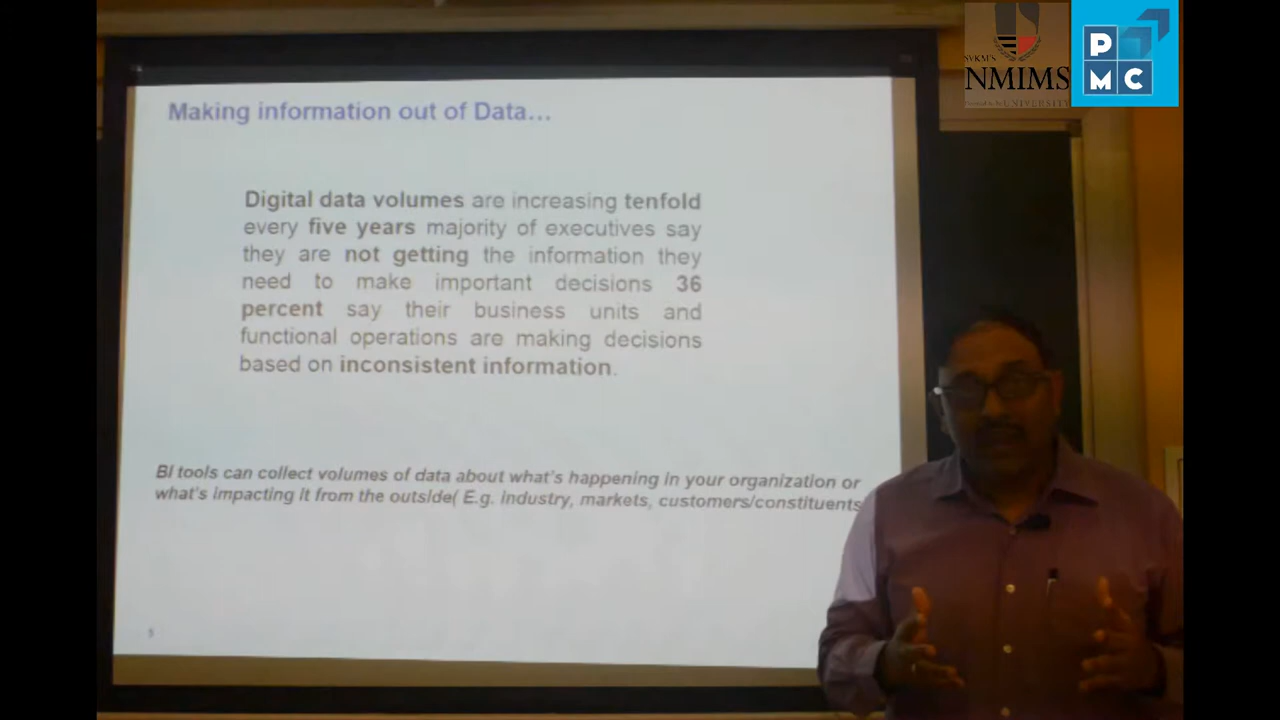 SVKM'S
NMIMS
UNIVERSITY
P
M C
Making information out of Data...
Digital data volumes are increasing tenfold
every five years majority of executives say
they are not getting the information they
need to make important decisions 36
percent say their business units and
functional operations are making decisions
based on inconsistent information.
BI tools can collect volumes of data about what's happening in your organization or
what's impacting it from the outside( E.g. Industry, markets, customers/constituents
5